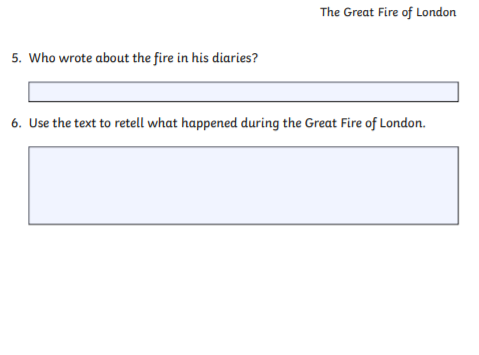 The Great Fire of London
5. Who wrote about the fire in his diaries?
6. Use the text to retell what happened during the Great Fire of London.